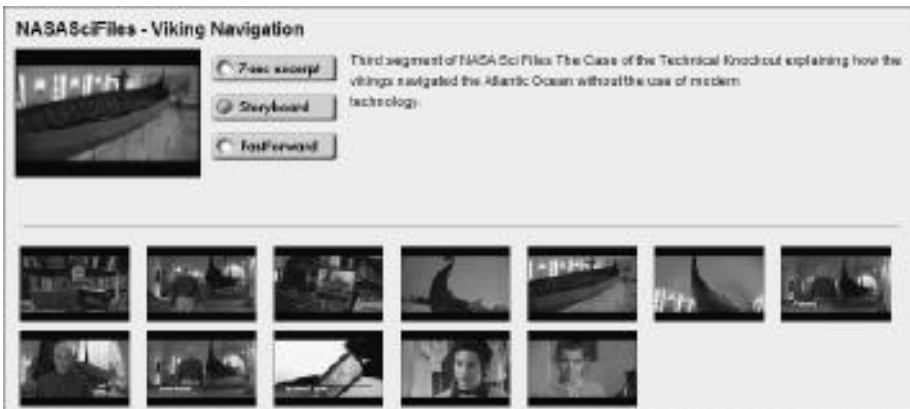 NASASciFiles - Viking Navigation
7-sec excerpt
Storyboard
FastForward
Third segment of NASA Sci Files The Case of the Technical Knockout explaining how the
vikings navigated the Atlantic Ocean without the use of modern
technology.